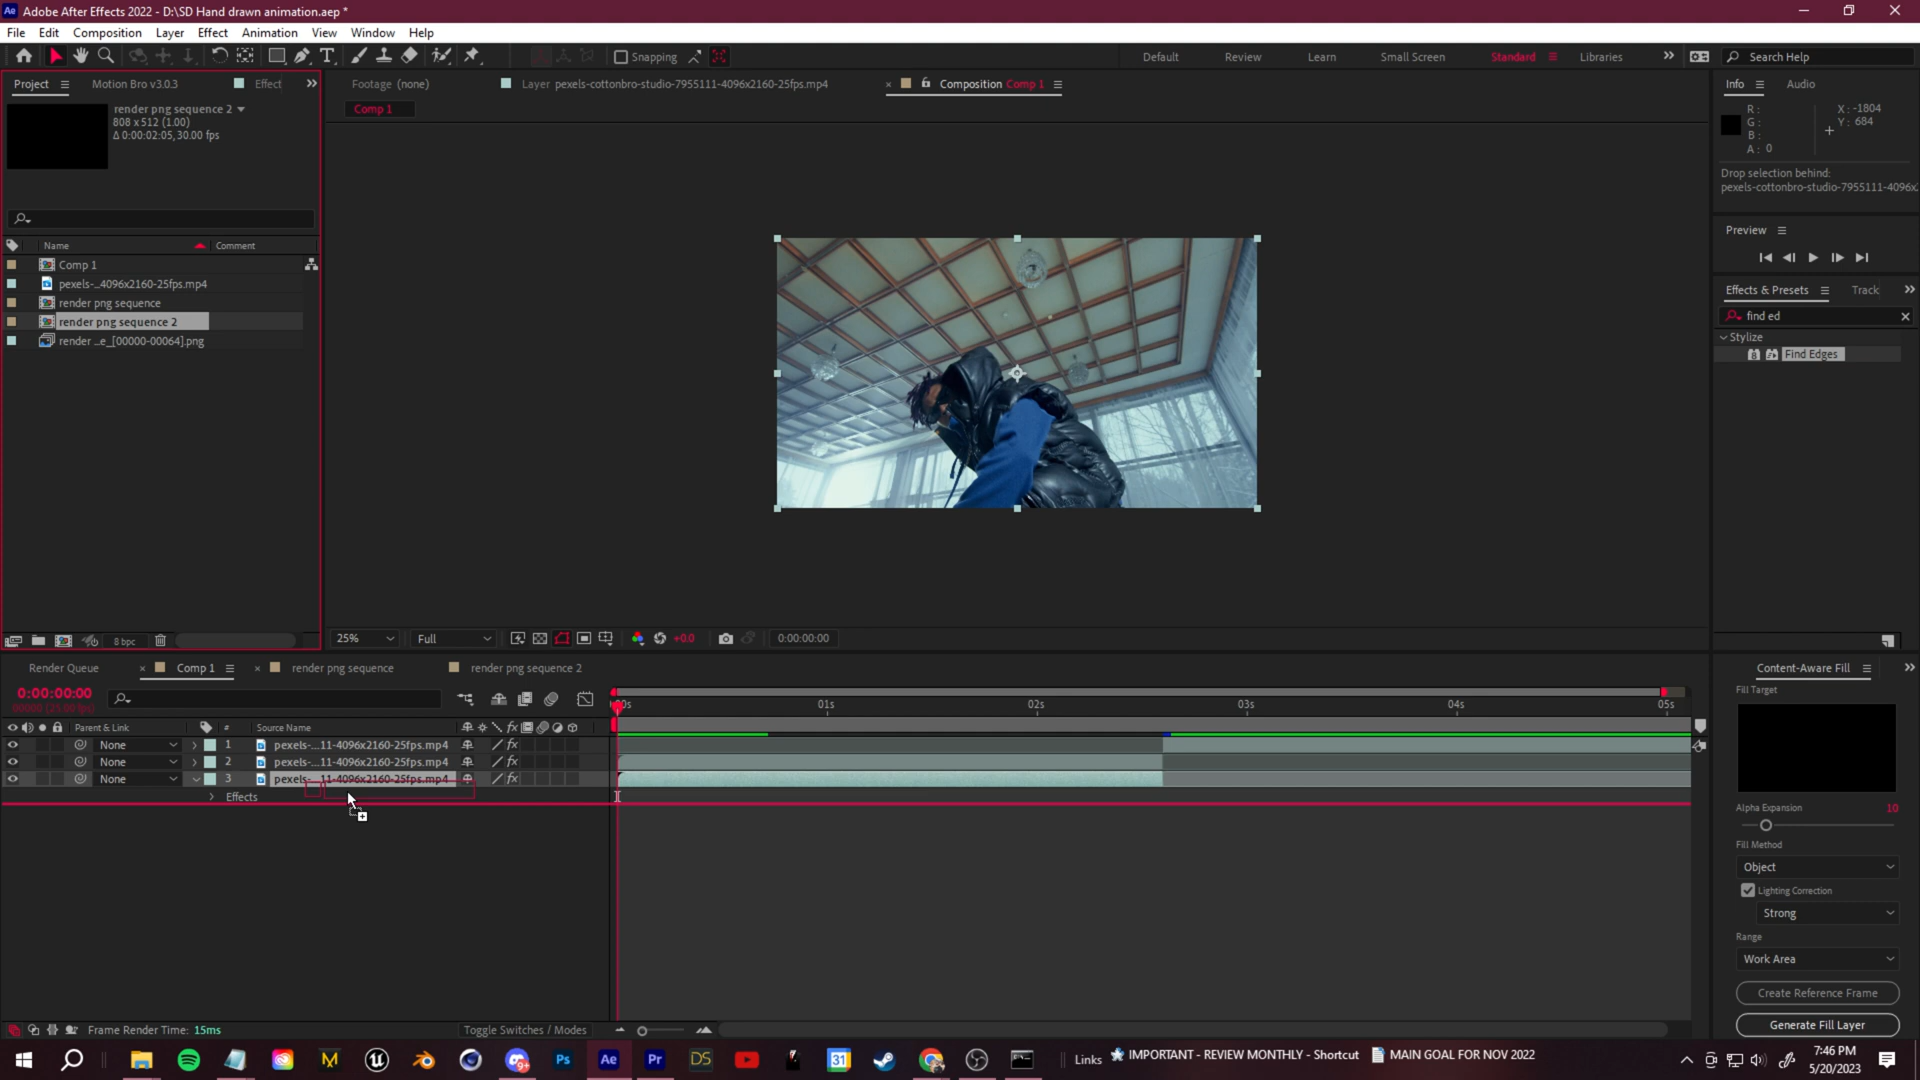 Adobe After Effects 2022 - D:\SD Hand drawn animation.aep *
File Edit Composition Layer Effect Animation View Window Help
Snapping
Default Review Learn Small Screen Standard Libraries Search Help
Project Motion Bro v3.0.3 Effect
Footage (none) Layer pexels-cottonbro-studio-7955111-4096x2160-25fps.mp4 Composition Comp 1
Comp 1
Info Audio
render png sequence 2
808 x 512 (1.00)
Δ 0:00:02:05, 30.00 fps
R :
G :
B :
A : 0
X : -1804
Y : 684
Drop selection behind:
pexels-cottonbro-studio-7955111-4096x
Preview
Name Comment
Comp 1
pexels-...4096x2160-25fps.mp4
render png sequence
render png sequence 2
render ...e_[00000-00064].png
Effects & Presets Track
find ed
Stylize
Find Edges
8 bpc
25% Full +0.0 0:00:00:00
Render Queue Comp 1 render png sequence render png sequence 2
0:00:00:00
00000 (25.00 fps)
01s 02s 03s 04s 05s
Parent & Link # Source Name
None 1 pexels-...11-4096x2160-25fps.mp4
None 2 pexels-...11-4096x2160-25fps.mp4
None 3 pexels-...11-4096x2160-25fps.mp4
Effects
Content-Aware Fill
Fill Target
Alpha Expansion 10
Fill Method
Object
Lighting Correction
Strong
Range
Work Area
Create Reference Frame
Generate Fill Layer
Frame Render Time: 15ms Toggle Switches / Modes
Links IMPORTANT - REVIEW MONTHLY - Shortcut MAIN GOAL FOR NOV 2022
7:46 PM
5/20/2023